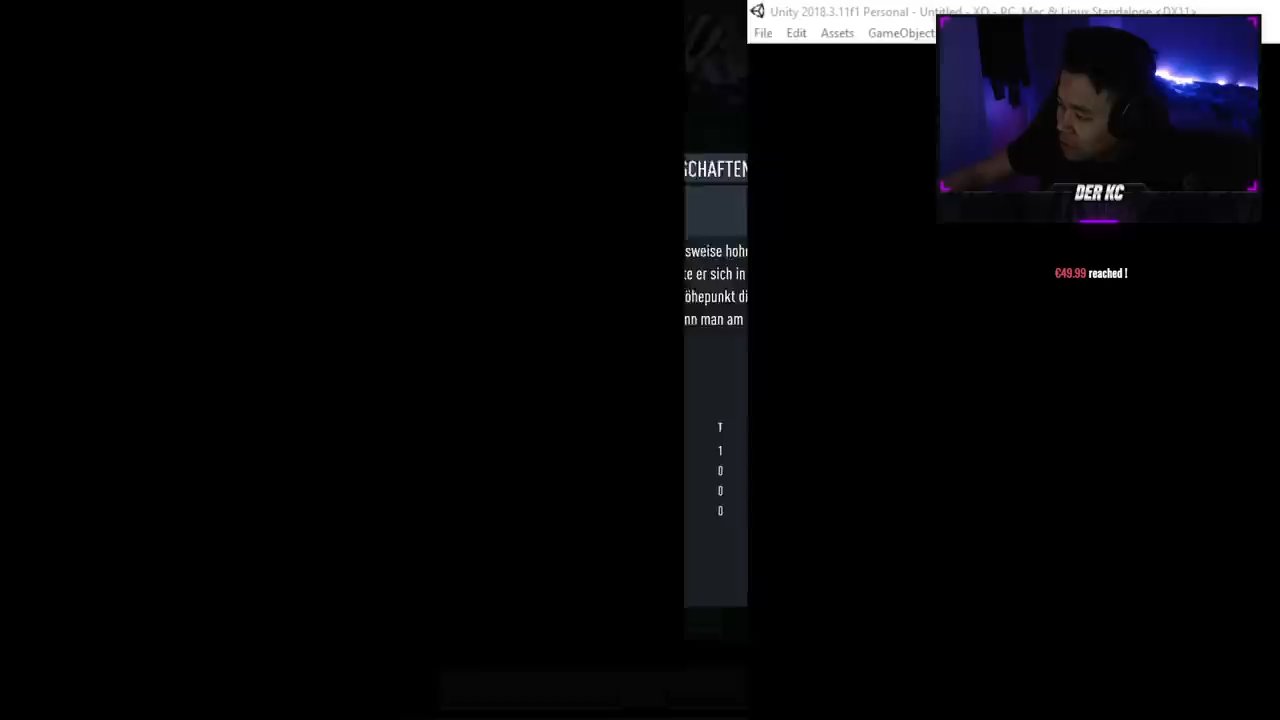 Unity 2018.3.11f1 Personal - Untitled - XO - PC, Mac & Linux Standalone <DX11>
File Edit Assets GameObject
DER KC
€49.99 reached !
SCHAFTEN
sweise hohe
te er sich in
öhepunkt di
nn man am
T
1
0
0
0